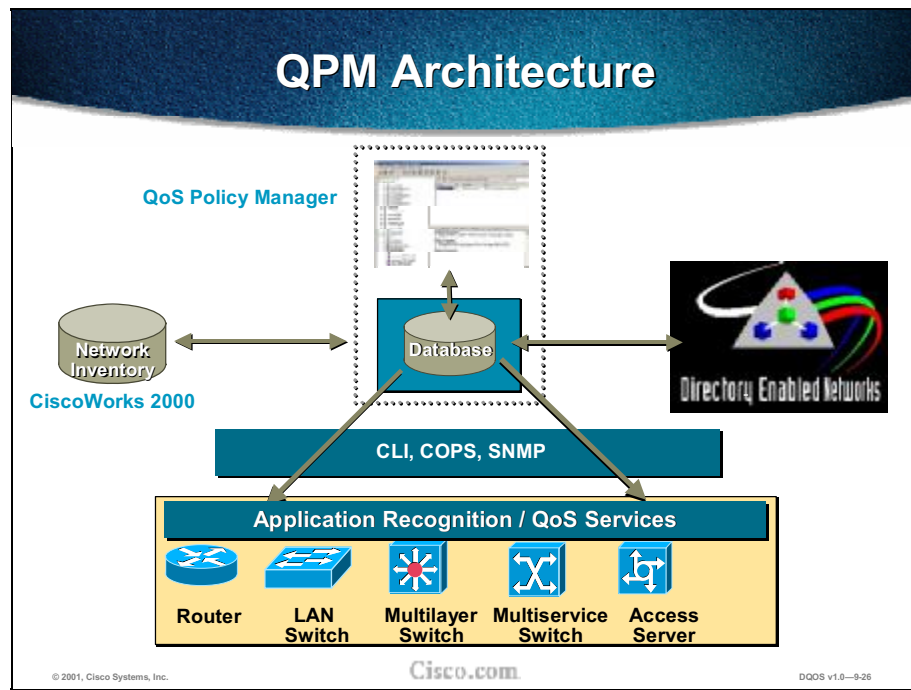 QPM Architecture
QoS Policy Manager
Network
Inventory
CiscoWorks 2000
Database
Directory Enabled Networks
CLI, COPS, SNMP
Application Recognition / QoS Services
Router
LAN
Switch
Multilayer
Switch
Multiservice
Switch
Access
Server
© 2001, Cisco Systems, Inc.
Cisco.com
DQOS v1.0—9-26